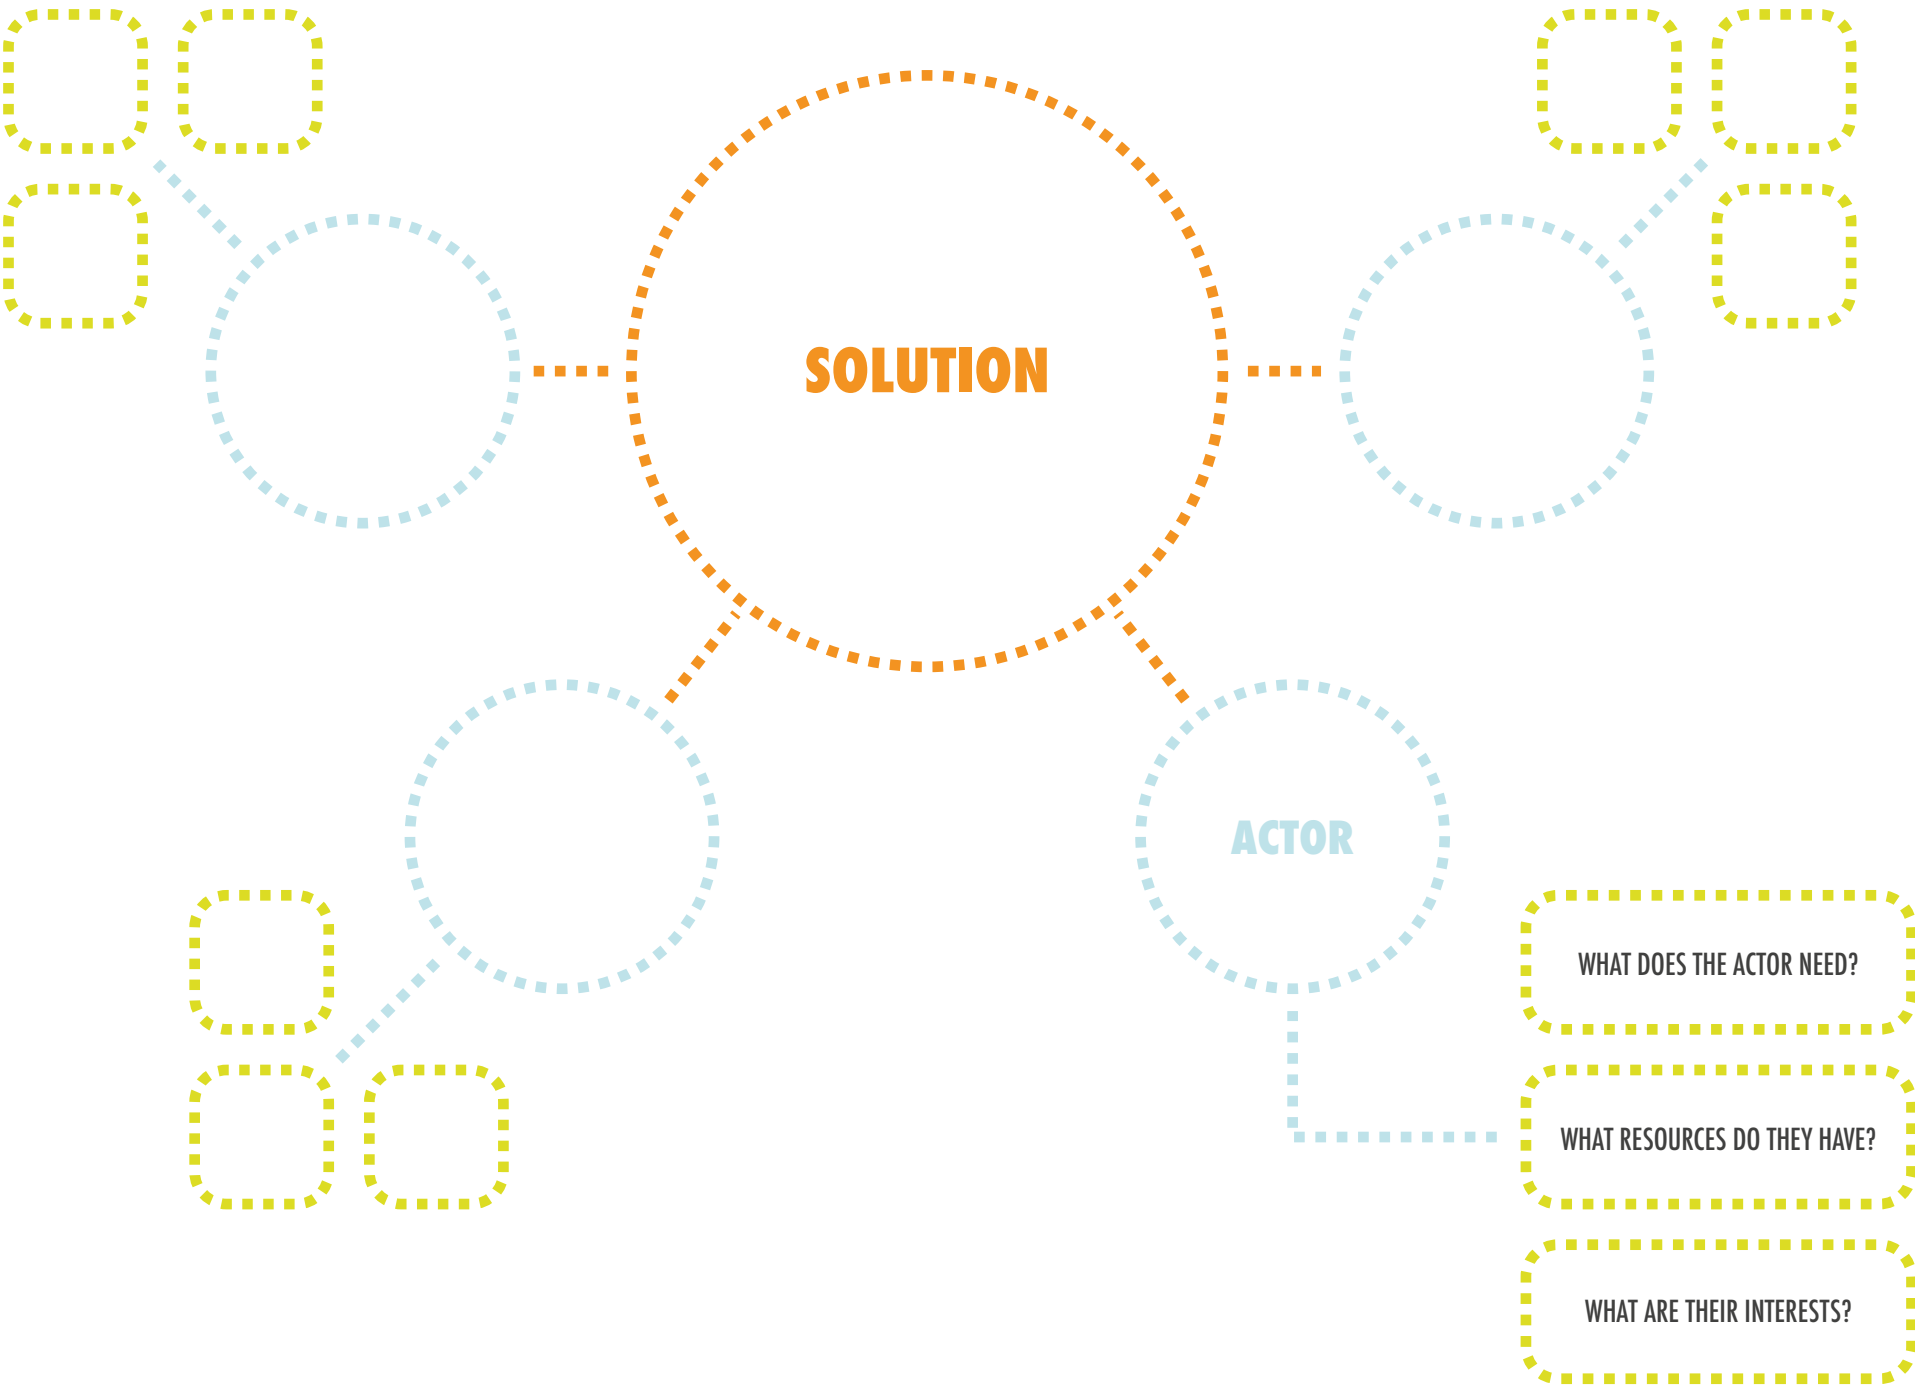 SOLUTION
ACTOR
WHAT DOES THE ACTOR NEED?
WHAT RESOURCES DO THEY HAVE?
WHAT ARE THEIR INTERESTS?